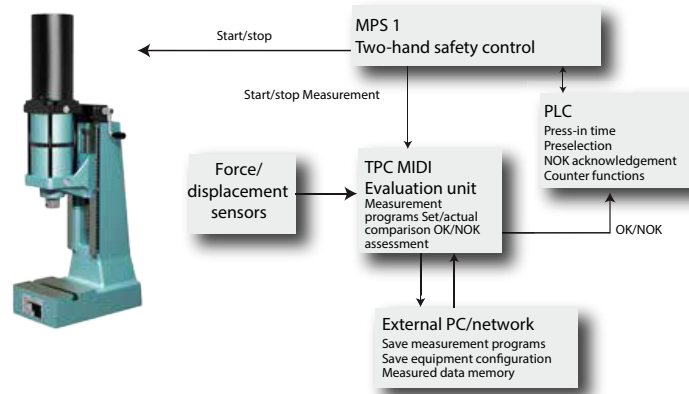 MPS 1
Two-hand safety control
Start/stop
Start/stop Measurement
PLC
Press-in time
Preselection
NOK acknowledgement
Counter functions
Force/
displacement
sensors
TPC MIDI
Evaluation unit
Measurement
programs Set/actual
comparison OK/NOK
assessment
OK/NOK
External PC/network
Save measurement programs
Save equipment configuration
Measured data memory